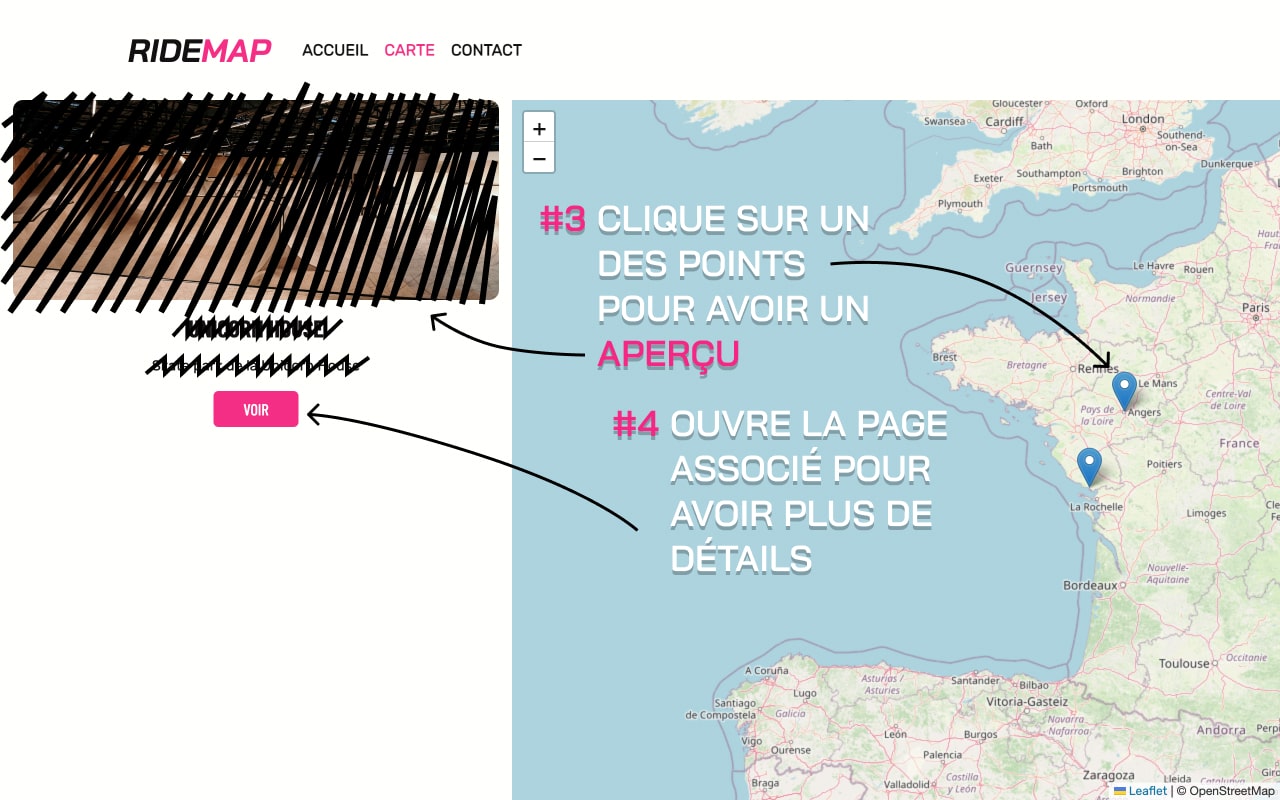 RIDEMAP ACCUEIL CARTE CONTACT
VOIR
+
−
#3 CLIQUE SUR UN
DES POINTS
POUR AVOIR UN
APERÇU
#4 OUVRE LA PAGE
ASSOCIÉ POUR
AVOIR PLUS DE
DÉTAILS
Gloucester
Oxford
Swansea
Cardiff
London
Bath
Southend-
on-Sea
Exeter
Southampton
Brighton
Dunkerque
Portsmouth
Plymouth
Guernsey
Le Havre
Rouen
Jersey
Normandie
Paris
Brest
Bretagne
Rennes
Le Mans
Centre-Val
de Loire
Pays de
la Loire
Angers
France
Poitiers
La Rochelle
Limoges
Nouvelle-
Aquitaine
Bordeaux
Toulouse
Occitanie
A Coruña
Asturias /
Asturies
Santander
Bilbao
Lugo
Vitoria-Gasteiz
Santiago
de Compostela
Galicia
Navarra
Nafarroa
León
Burgos
Andorra
Vigo
Ourense
Palencia
Zaragoza
Lleida
Braga
Valladolid
Castilla
y León
Leaflet | © OpenStreetMap